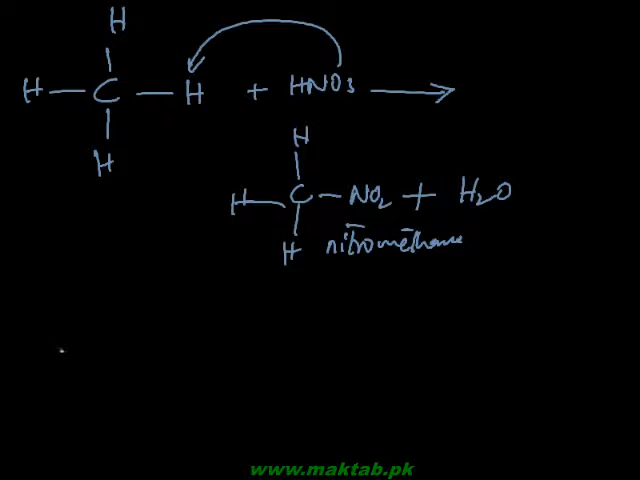 H
H — C — H + HNO3 →
H
H
H — C — NO2 + H2O
H nitromethane
www.maktab.pk